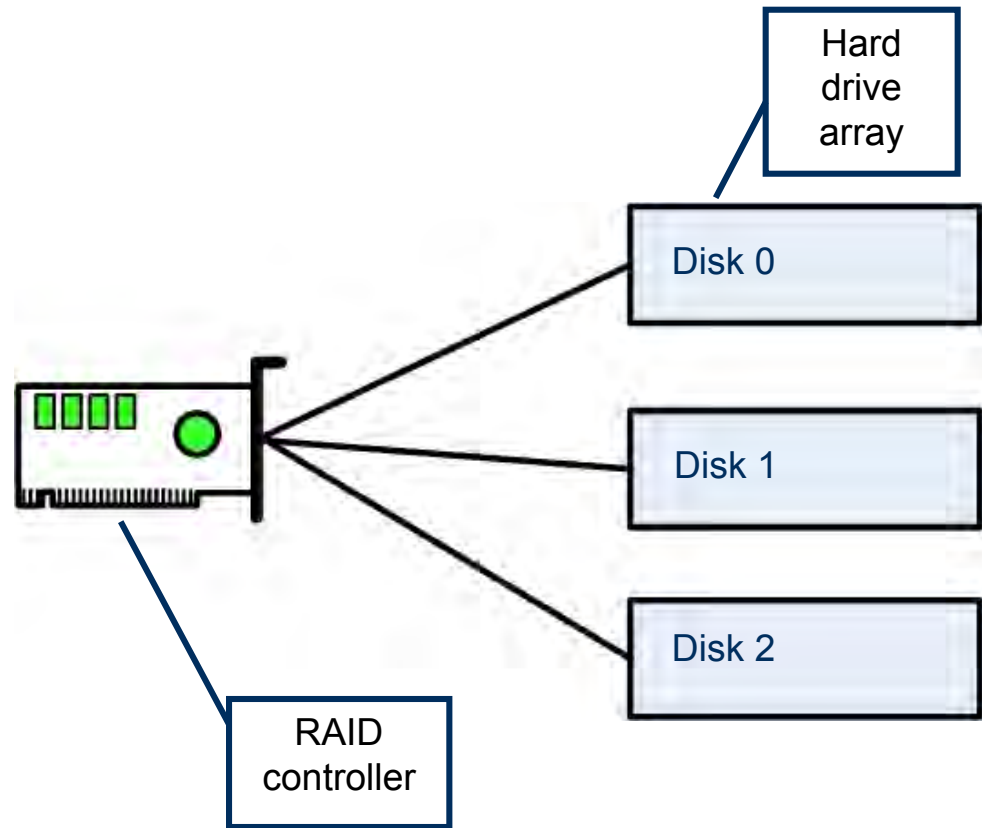 Hard
drive
array
Disk 0
Disk 1
Disk 2
RAID
controller